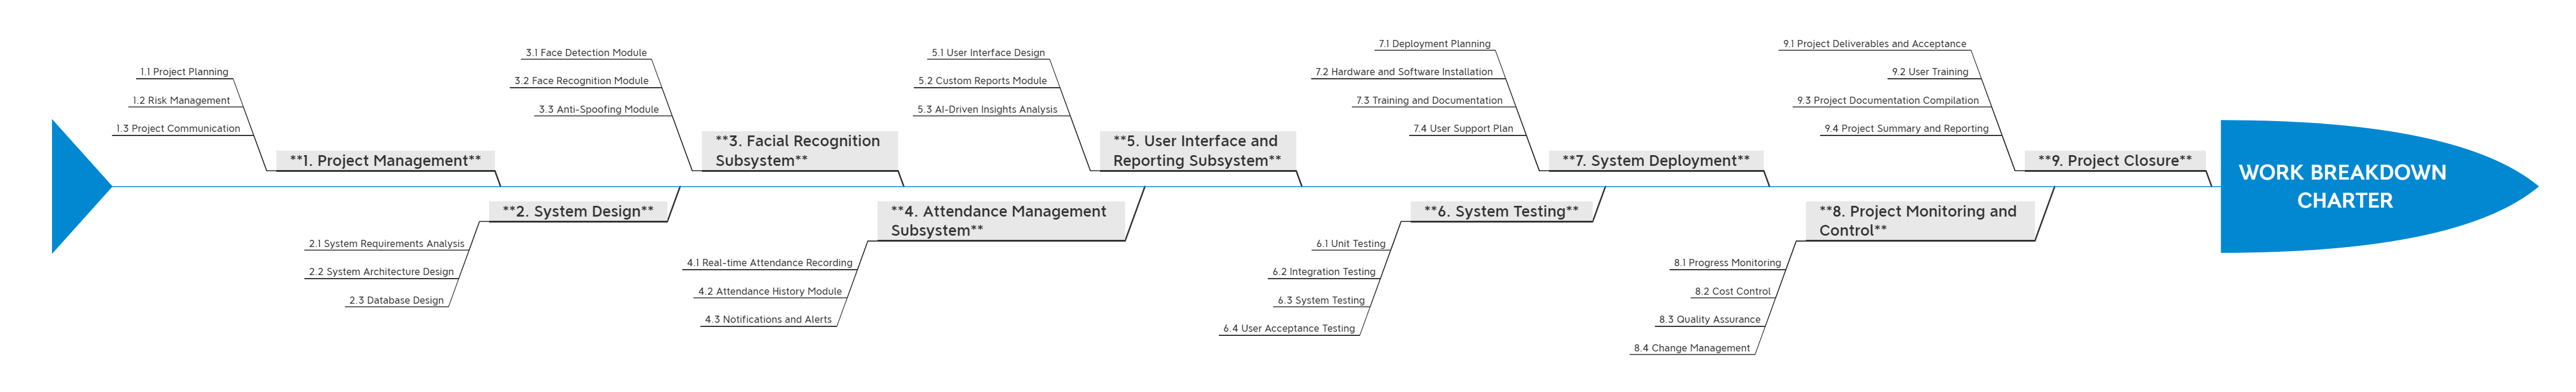 1.1 Project Planning
1.2 Risk Management
1.3 Project Communication
**1. Project Management**
**2. System Design**
2.1 System Requirements Analysis
2.2 System Architecture Design
2.3 Database Design
3.1 Face Detection Module
3.2 Face Recognition Module
3.3 Anti-Spoofing Module
**3. Facial Recognition
Subsystem**
**4. Attendance Management
Subsystem**
4.1 Real-time Attendance Recording
4.2 Attendance History Module
4.3 Notifications and Alerts
5.1 User Interface Design
5.2 Custom Reports Module
5.3 AI-Driven Insights Analysis
**5. User Interface and
Reporting Subsystem**
**6. System Testing**
6.1 Unit Testing
6.2 Integration Testing
6.3 System Testing
6.4 User Acceptance Testing
7.1 Deployment Planning
7.2 Hardware and Software Installation
7.3 Training and Documentation
7.4 User Support Plan
**7. System Deployment**
**8. Project Monitoring and
Control**
8.1 Progress Monitoring
8.2 Cost Control
8.3 Quality Assurance
8.4 Change Management
9.1 Project Deliverables and Acceptance
9.2 User Training
9.3 Project Documentation Compilation
9.4 Project Summary and Reporting
**9. Project Closure**
WORK BREAKDOWN
CHARTER